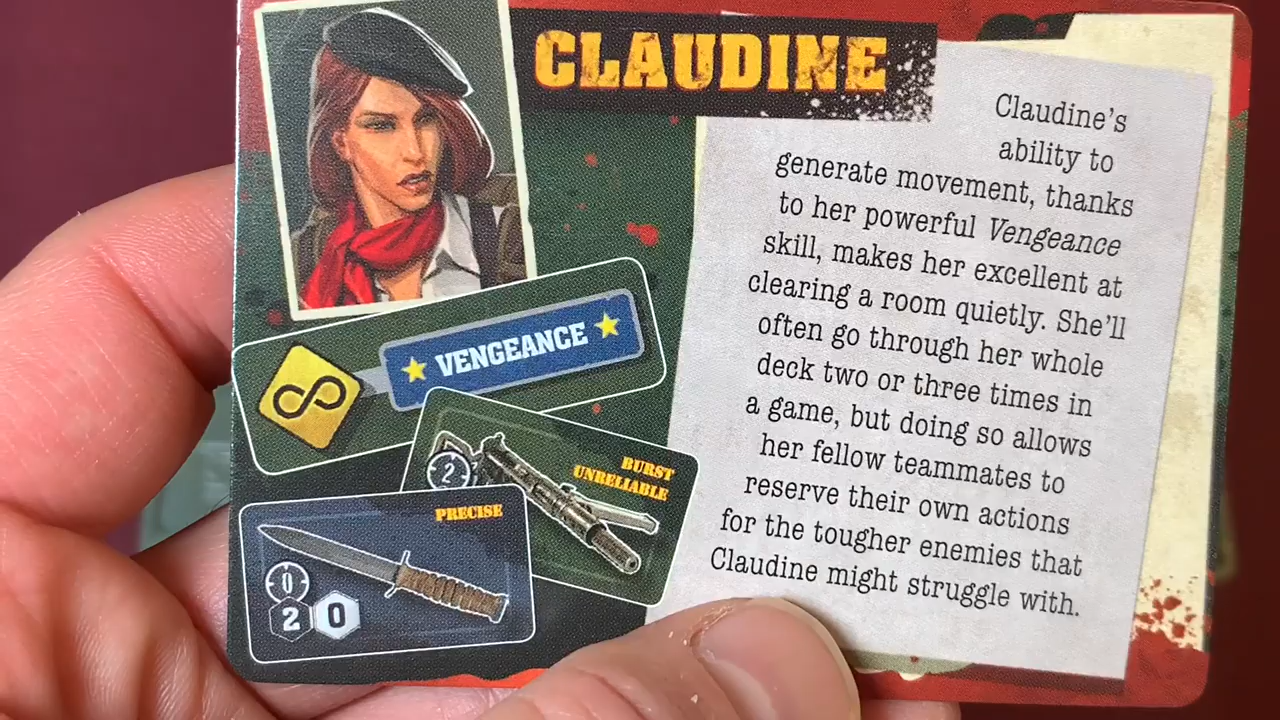 CLAUDINE
Claudine's
ability to
generate movement, thanks
to her powerful Vengeance
skill, makes her excellent at
clearing a room quietly. She'll
often go through her whole
deck two or three times in
a game, but doing so allows
her fellow teammates to
reserve their own actions
for the tougher enemies that
Claudine might struggle with.
VENGEANCE
BURST
UNRELIABLE
2
PRECISE
0
2 0